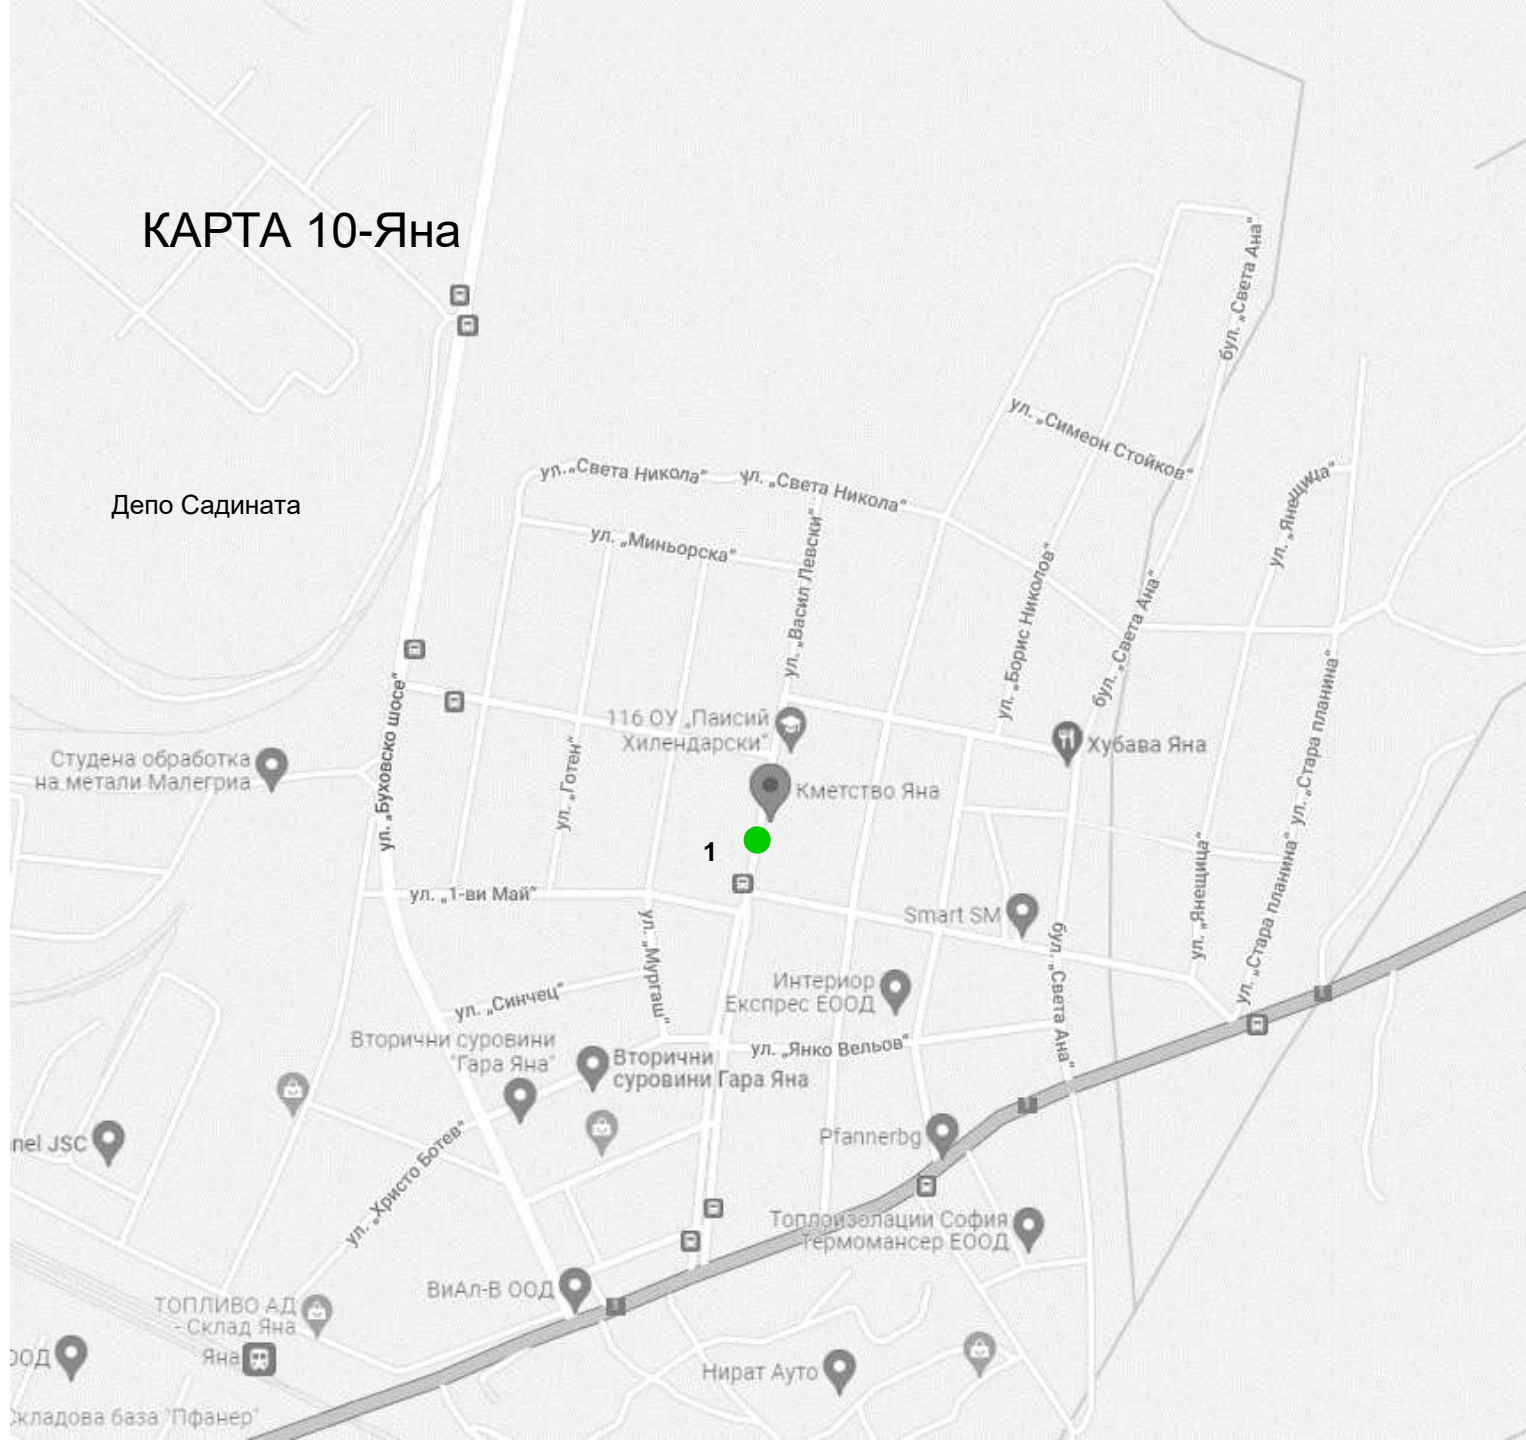 КАРТА 10-Яна
бул. „Света Ана"
ул. „Симеон Стойков"
ул. „Света Никола"
ул. „Света Никола"
ул. „Янещица"
Депо Садината
ул. „Миньорска"
ул. „Васил Левски"
ул. „Борис Николов"
бул. „Света Ана"
ул. „Стара планина"
ул. „Буховско шосе"
116 ОУ „Паисий
Хилендарски"
Хубава Яна
Студена обработка
на метали Малегриа
ул. „Готен"
Кметство Яна
1
ул. „Янещица"
ул. „Стара планина"
ул. „1-ви Май"
Smart SM
ул. „Мургаш"
бул. „Света Ана"
Интериор
Експрес ЕООД
ул. „Синчец"
Вторични суровини
"Гара Яна"
ул. „Янко Вельов"
Вторични
суровини Гара Яна
nel JSC
Pfannerbg
ул. „Христо Ботев"
Топлоизолации София
Термомансер ЕООД
ВиАл-В ООД
ТОПЛИВО АД
- Склад Яна
Яна
ООД
Нират Ауто
Складова база "Пфанер"